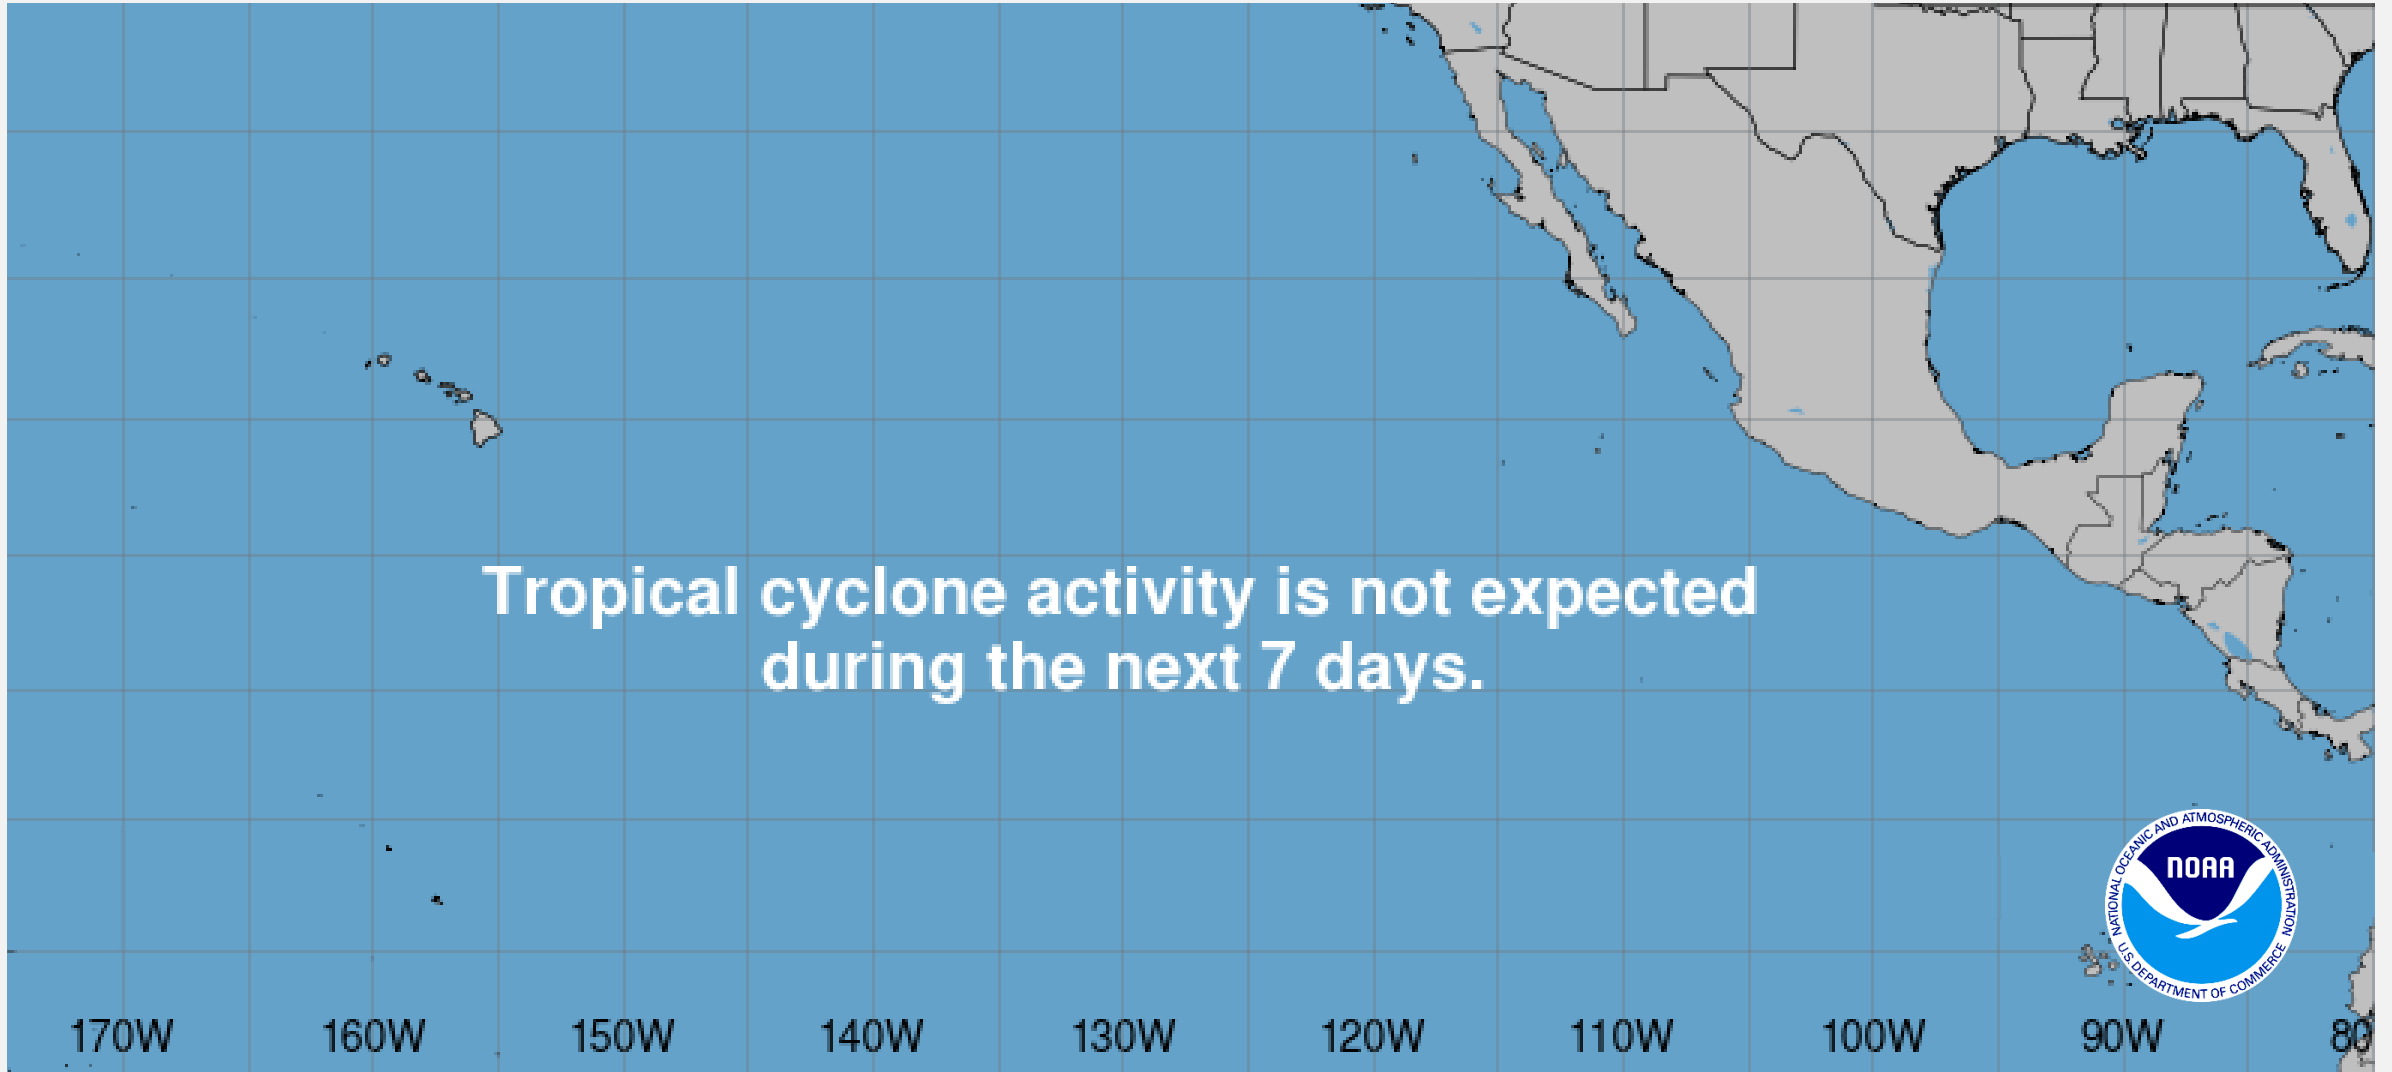 Tropical cyclone activity is not expected
during the next 7 days.
NATIONAL OCEANIC AND ATMOSPHERIC ADMINISTRATION
NOAA
U.S. DEPARTMENT OF COMMERCE
170W 160W 150W 140W 130W 120W 110W 100W 90W 80